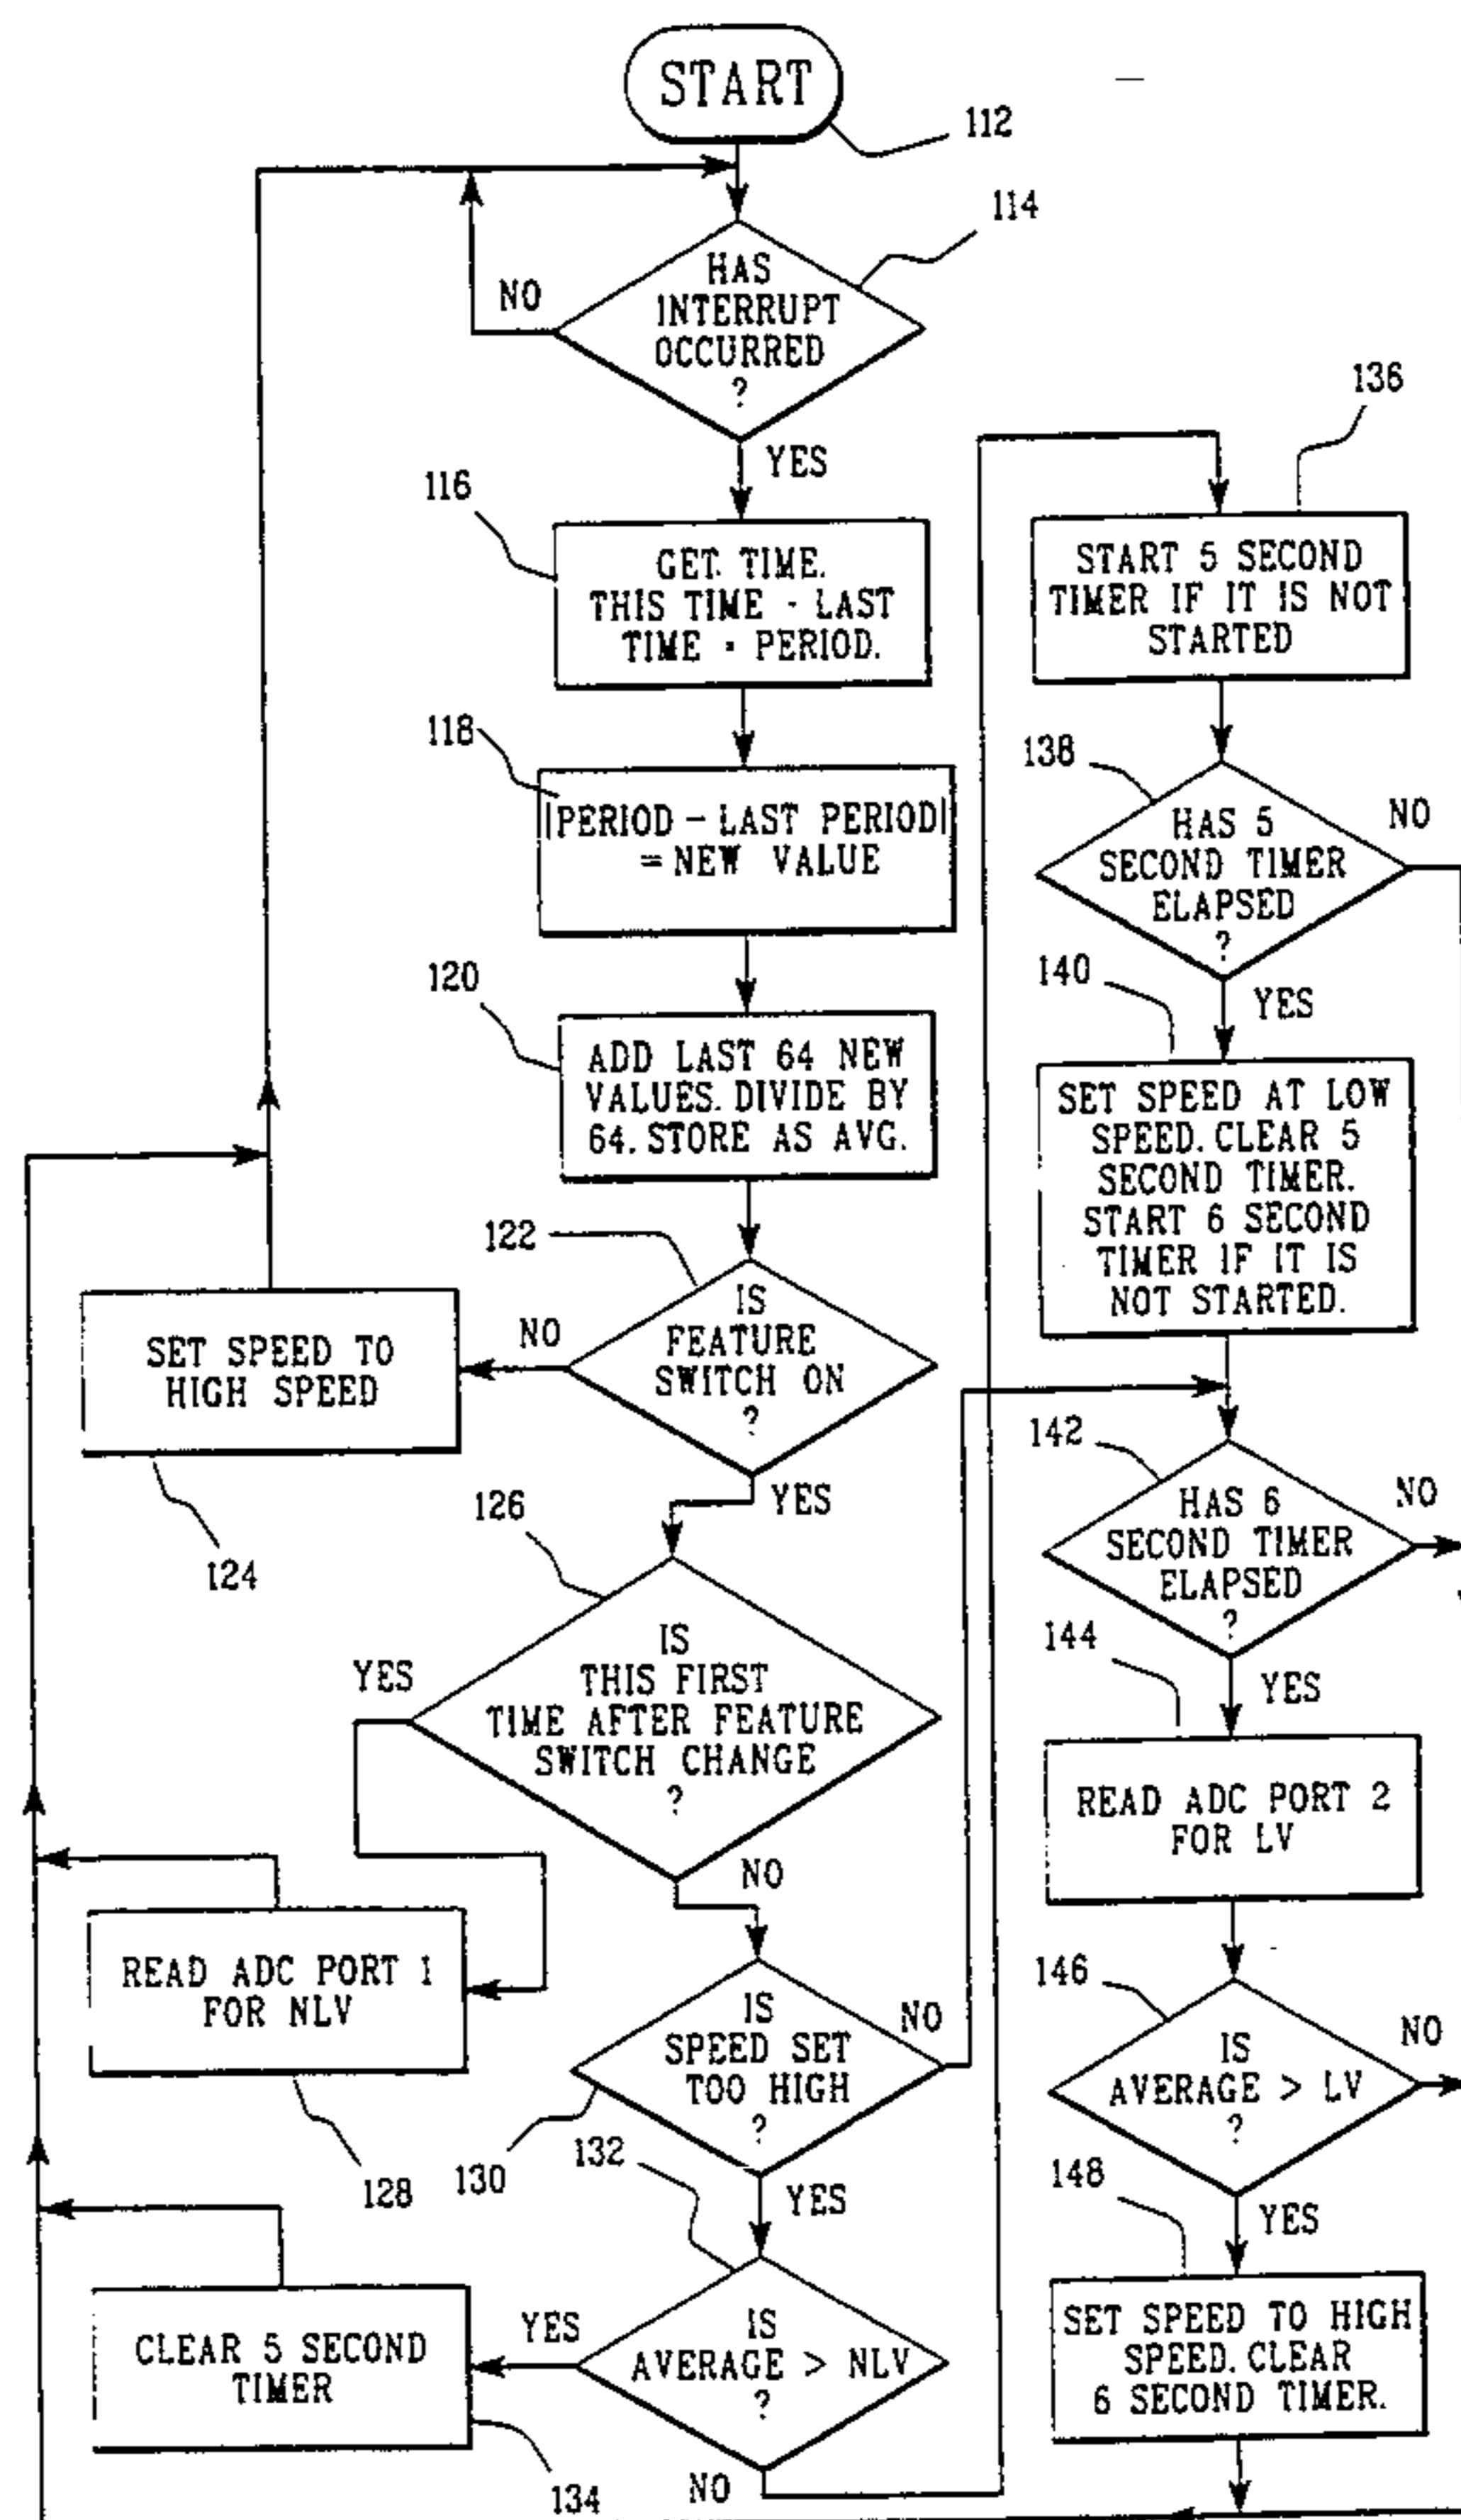 START
112
114
HAS
INTERRUPT
OCCURRED
?
NO
YES
116
GET TIME.
THIS TIME - LAST
TIME = PERIOD.
118
|PERIOD - LAST PERIOD|
= NEW VALUE
120
ADD LAST 64 NEW
VALUES. DIVIDE BY
64. STORE AS AVG.
122
IS
FEATURE
SWITCH ON
?
NO
YES
SET SPEED TO
HIGH SPEED
124
126
IS
THIS FIRST
TIME AFTER FEATURE
SWITCH CHANGE
?
YES
NO
READ ADC PORT 1
FOR NLV
128
IS
SPEED SET
TOO HIGH
?
NO
130
YES
132
IS
AVERAGE > NLV
?
YES
NO
CLEAR 5 SECOND
TIMER
134
136
START 5 SECOND
TIMER IF IT IS NOT
STARTED
138
HAS 5
SECOND TIMER
ELAPSED
?
NO
YES
140
SET SPEED AT LOW
SPEED. CLEAR 5
SECOND TIMER.
START 6 SECOND
TIMER IF IT IS
NOT STARTED.
142
HAS 6
SECOND TIMER
ELAPSED
?
NO
YES
144
READ ADC PORT 2
FOR LV
146
IS
AVERAGE > LV
?
NO
YES
148
SET SPEED TO HIGH
SPEED. CLEAR
6 SECOND TIMER.